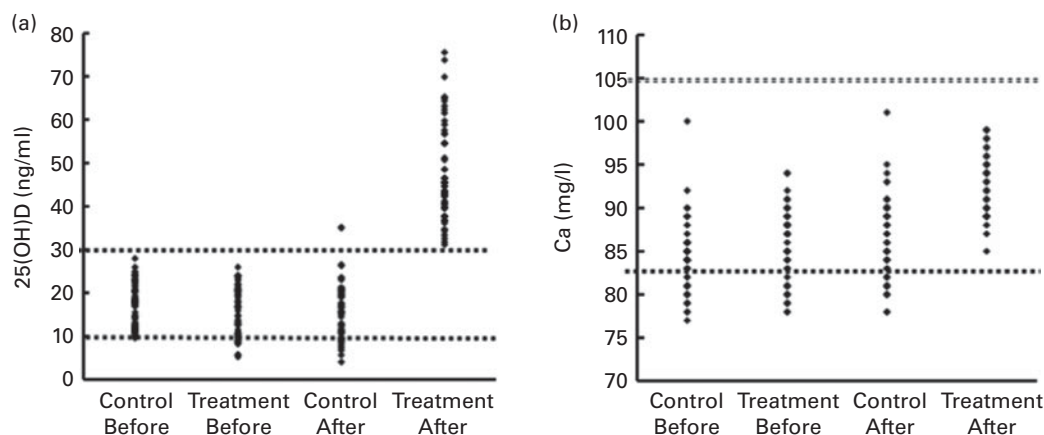 (a)
25(OH)D (ng/ml)
80
70
60
50
40
30
20
10
0
Control Before
Treatment Before
Control After
Treatment After
(b)
Ca (mg/l)
110
105
100
95
90
85
80
75
70
Control Before
Treatment Before
Control After
Treatment After